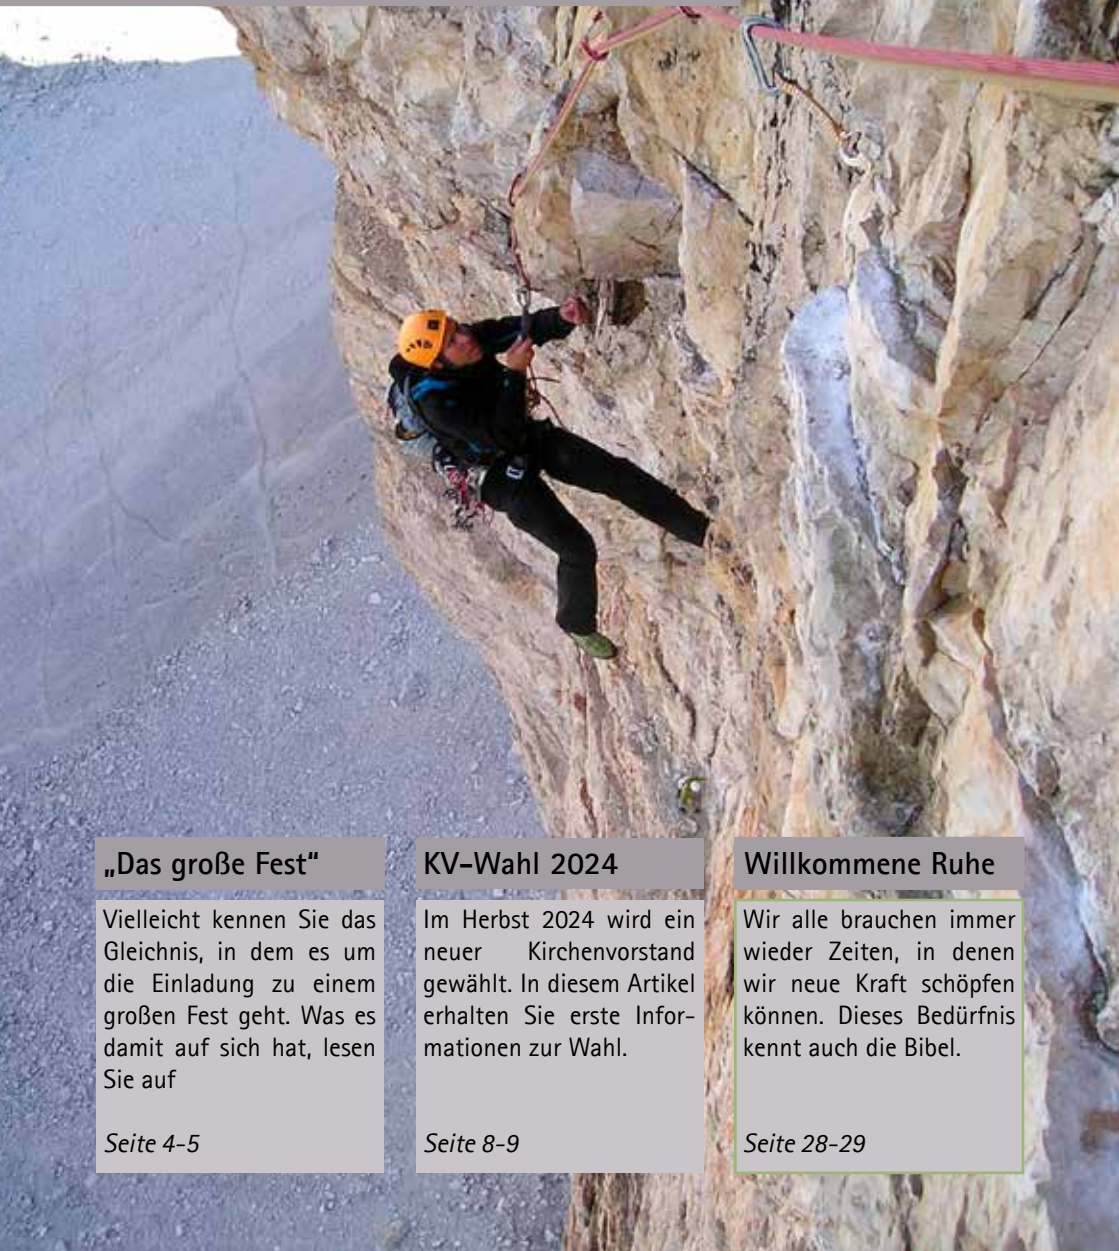 „Das große Fest“
Vielleicht kennen Sie das
Gleichnis, in dem es um
die Einladung zu einem
großen Fest geht. Was es
damit auf sich hat, lesen
Sie auf
Seite 4-5
KV-Wahl 2024
Im Herbst 2024 wird ein
neuer Kirchenvorstand
gewählt. In diesem Artikel
erhalten Sie erste Infor-
mationen zur Wahl.
Seite 8-9
Willkommene Ruhe
Wir alle brauchen immer
wieder Zeiten, in denen
wir neue Kraft schöpfen
können. Dieses Bedürfnis
kennt auch die Bibel.
Seite 28-29